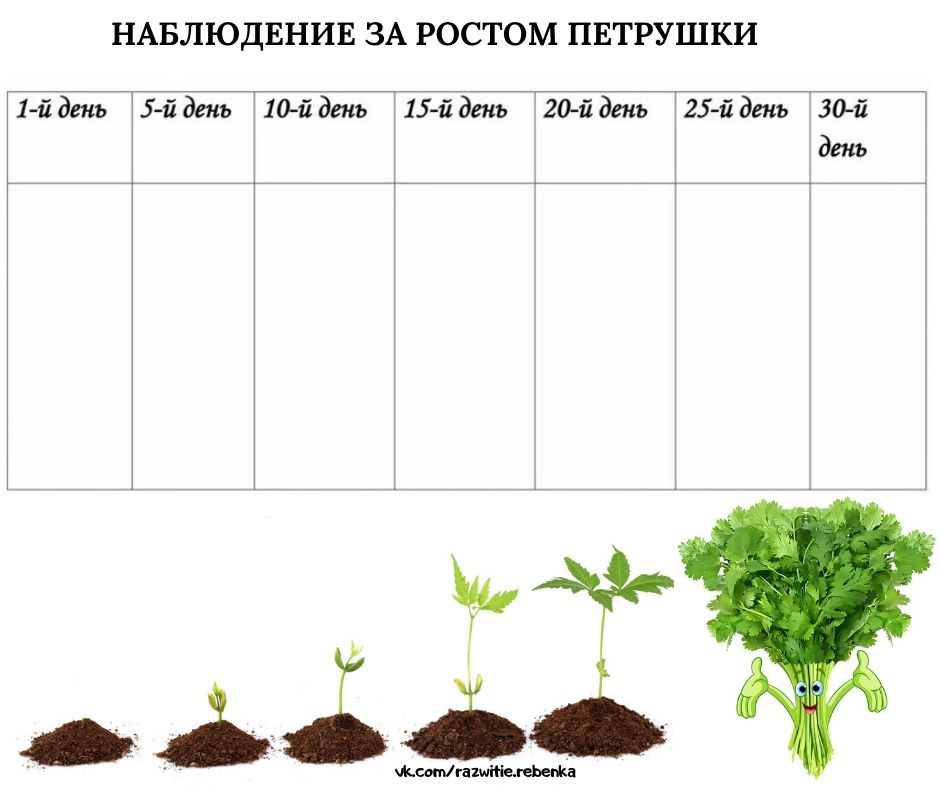 НАБЛЮДЕНИЕ ЗА РОСТОМ ПЕТРУШКИ
1-й день
5-й день
10-й день
15-й день
20-й день
25-й день
30-й
день
vk.com/razwitie.rebenka